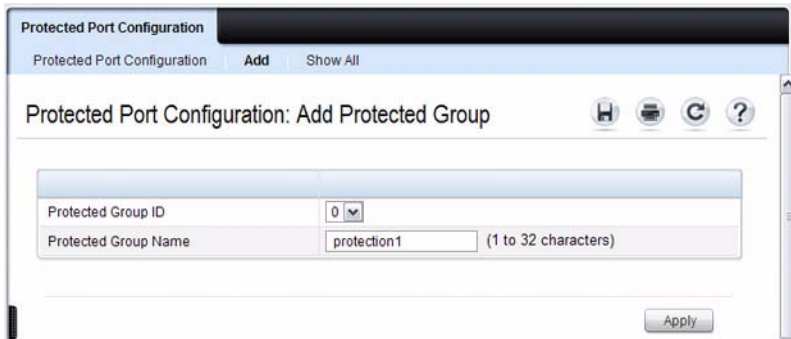 Protected Port Configuration
Protected Port Configuration Add Show All
Protected Port Configuration: Add Protected Group
Protected Group ID 0
Protected Group Name protection1 (1 to 32 characters)
Apply